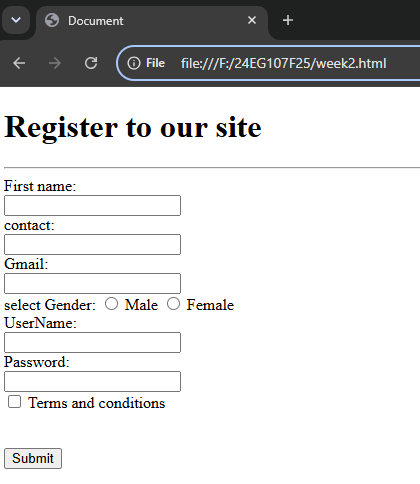 Document
File file:///F:/24EG107F25/week2.html
Register to our site
First name:
contact:
Gmail:
select Gender: Male Female
UserName:
Password:
Terms and conditions
Submit